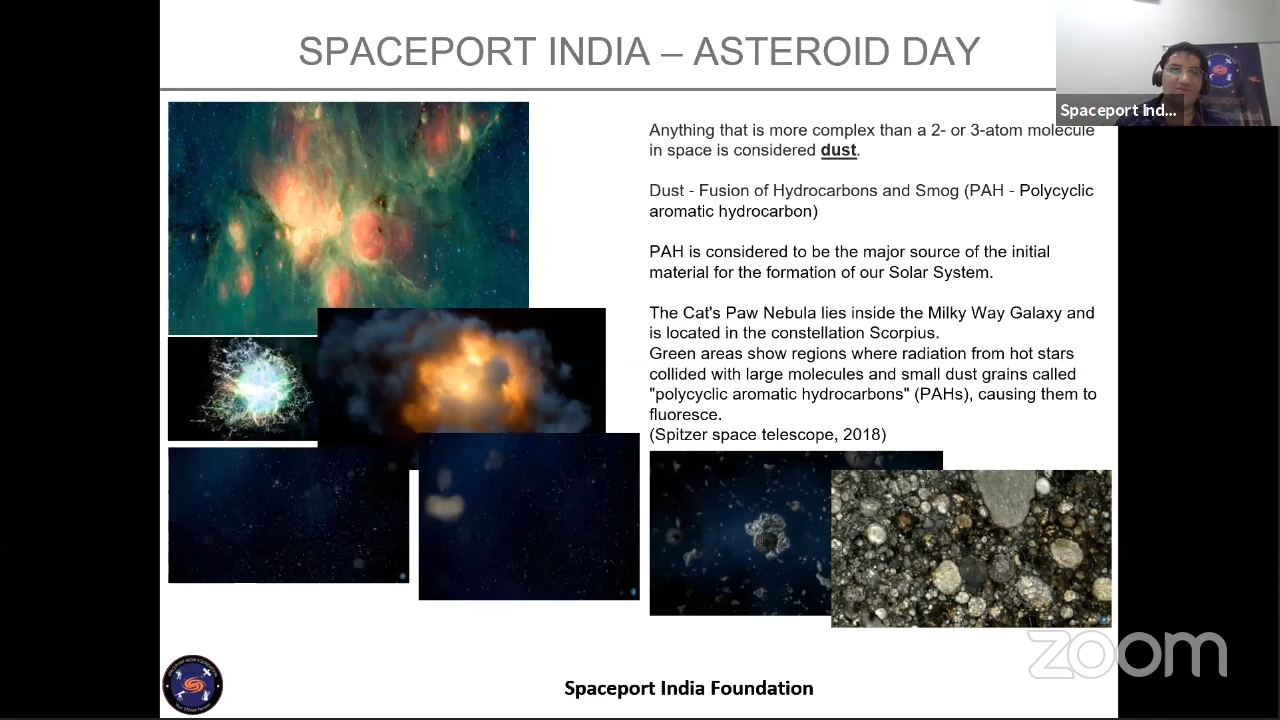 SPACEPORT INDIA – ASTEROID DAY
Spaceport Ind...
Anything that is more complex than a 2- or 3-atom molecule
in space is considered dust.
Dust - Fusion of Hydrocarbons and Smog (PAH - Polycyclic
aromatic hydrocarbon)
PAH is considered to be the major source of the initial
material for the formation of our Solar System.
The Cat's Paw Nebula lies inside the Milky Way Galaxy and
is located in the constellation Scorpius.
Green areas show regions where radiation from hot stars
collided with large molecules and small dust grains called
"polycyclic aromatic hydrocarbons" (PAHs), causing them to
fluoresce.
(Spitzer space telescope, 2018)
zoom
SPACEPORT INDIA FOUNDATION
Spaceport India Foundation